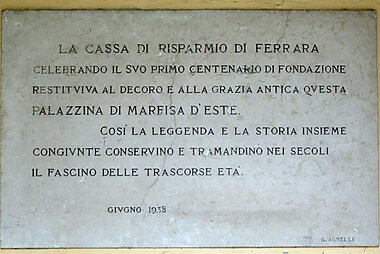 LA CASSA DI RISPARMIO DI FERRARA
CELEBRANDO IL SVO PRIMO CENTENARIO DI FONDAZIONE
RESTITVIVA AL DECORO E ALLA GRAZIA ANTICA QVESTA
PALAZZINA DI MARFISA D'ESTE.
COSÍ LA LEGGENDA E LA STORIA INSIEME
CONGIVNTE CONSERVINO E TRAMANDINO NEI SECOLI
IL FASCINO DELLE TRASCORSE ETÀ.
GIVGNO 1938
G. AGNELLI